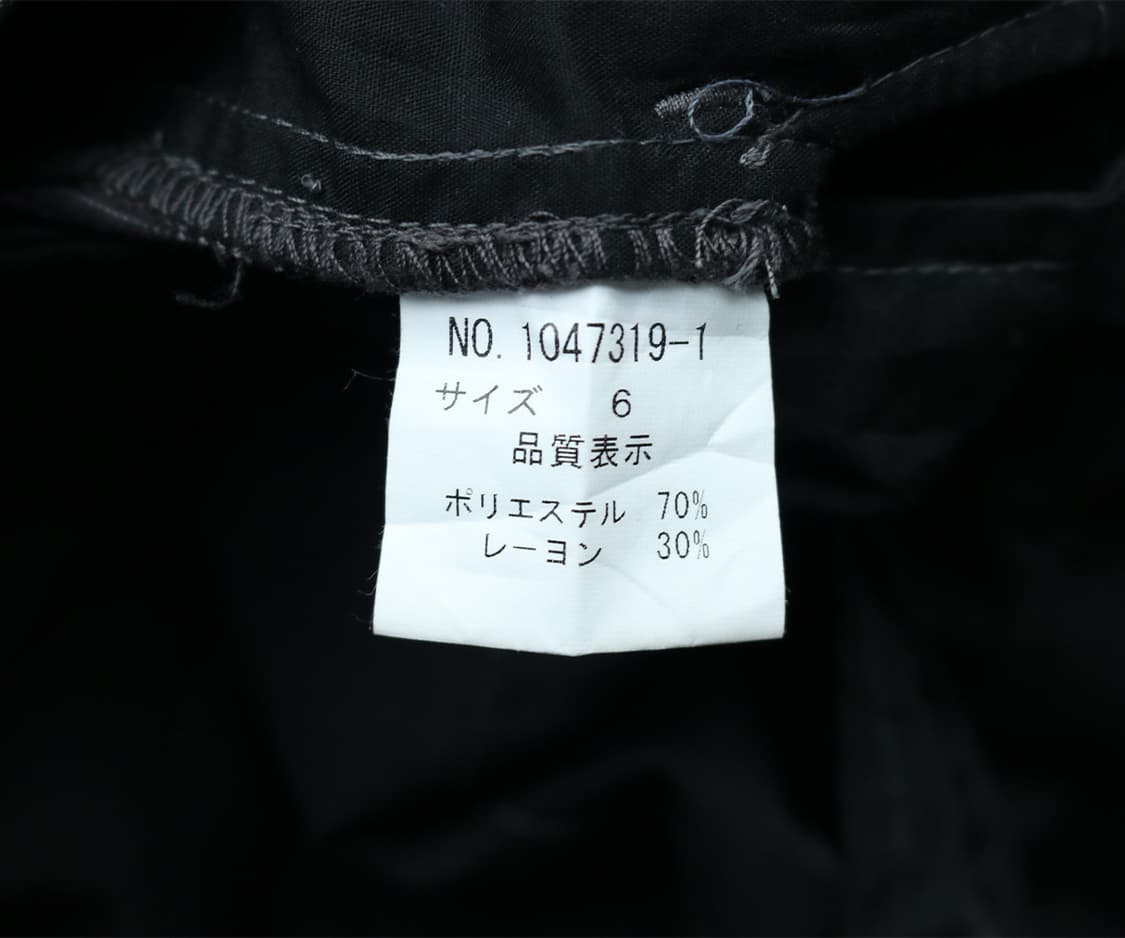 NO. 1047319-1
サイズ 6
品質表示
ポリエステル 70%
レーヨン 30%